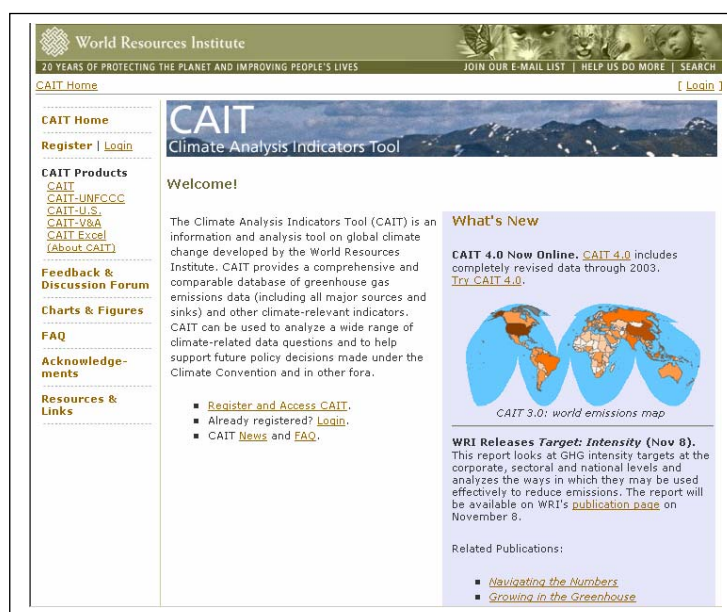 World Resources Institute
20 YEARS OF PROTECTING THE PLANET AND IMPROVING PEOPLE'S LIVES
JOIN OUR E-MAIL LIST | HELP US DO MORE | SEARCH
CAIT Home
[ Login ]
CAIT Home
Register | Login
CAIT Products
CAIT
CAIT-UNFCCC
CAIT-U.S.
CAIT-V&A
CAIT Excel
(About CAIT)
Feedback &
Discussion Forum
Charts & Figures
FAQ
Acknowledge-
ments
Resources &
Links
CAIT
Climate Analysis Indicators Tool
Welcome!
The Climate Analysis Indicators Tool (CAIT) is an
information and analysis tool on global climate
change developed by the World Resources
Institute. CAIT provides a comprehensive and
comparable database of greenhouse gas
emissions data (including all major sources and
sinks) and other climate-relevant indicators.
CAIT can be used to analyze a wide range of
climate-related data questions and to help
support future policy decisions made under the
Climate Convention and in other fora.
Register and Access CAIT.
Already registered? Login.
CAIT News and FAQ.
What's New
CAIT 4.0 Now Online. CAIT 4.0 includes
completely revised data through 2003.
Try CAIT 4.0.
CAIT 3.0: world emissions map
WRI Releases Target: Intensity (Nov 8).
This report looks at GHG intensity targets at the
corporate, sectoral and national levels and
analyzes the ways in which they may be used
effectively to reduce emissions. The report will
be available on WRI's publication page on
November 8.
Related Publications:
Navigating the Numbers
Growing in the Greenhouse